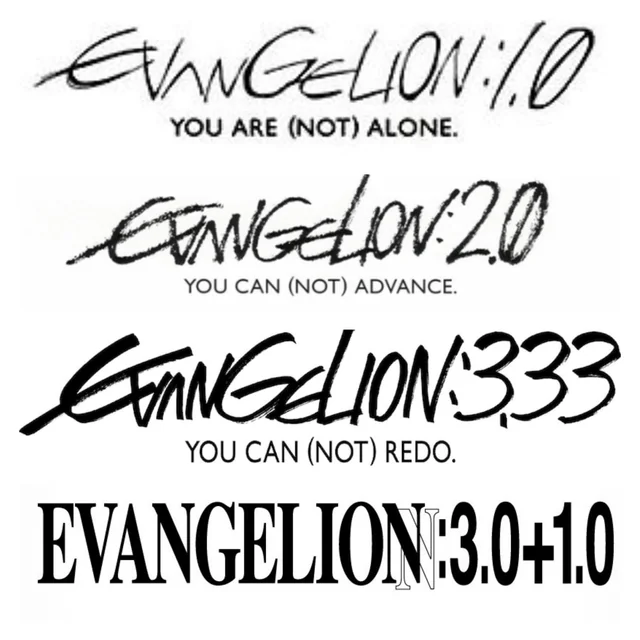 EVANGELION:1.0
YOU ARE (NOT) ALONE.
EVANGELION:2.0
YOU CAN (NOT) ADVANCE.
EVANGELION:3.33
YOU CAN (NOT) REDO.
EVANGELIONN:3.0+1.0